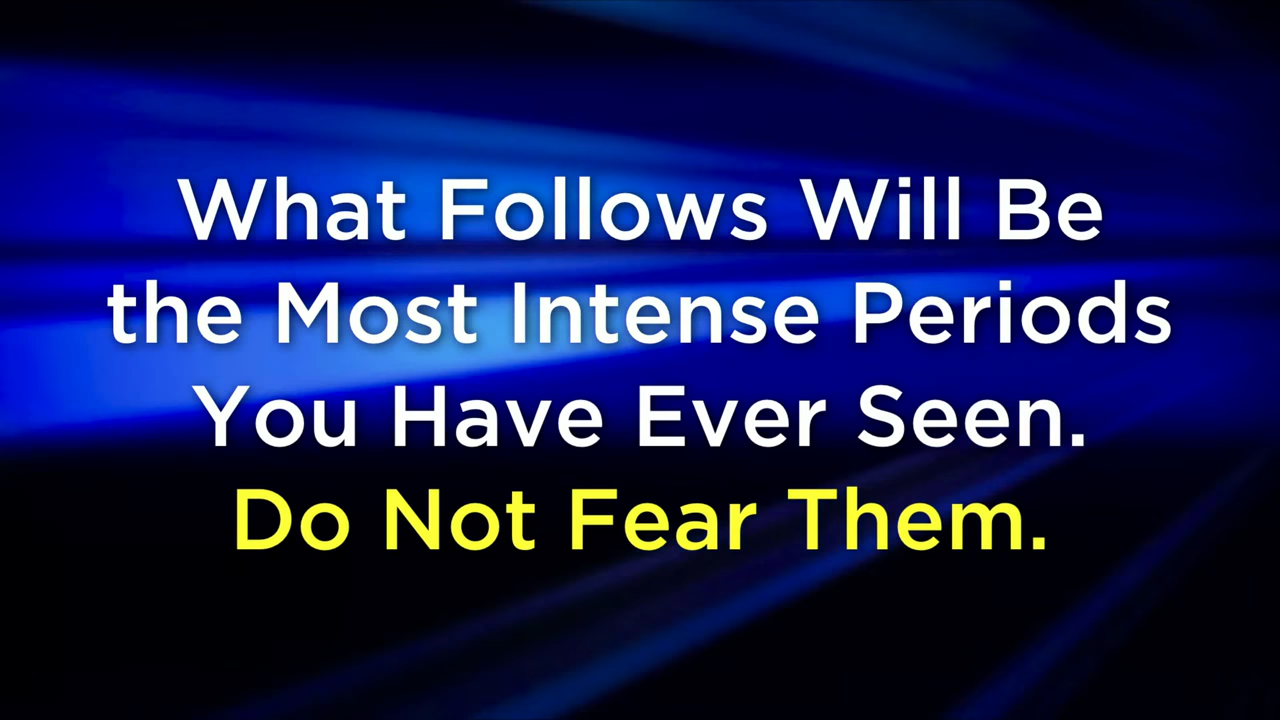 What Follows Will Be
the Most Intense Periods
You Have Ever Seen.
Do Not Fear Them.